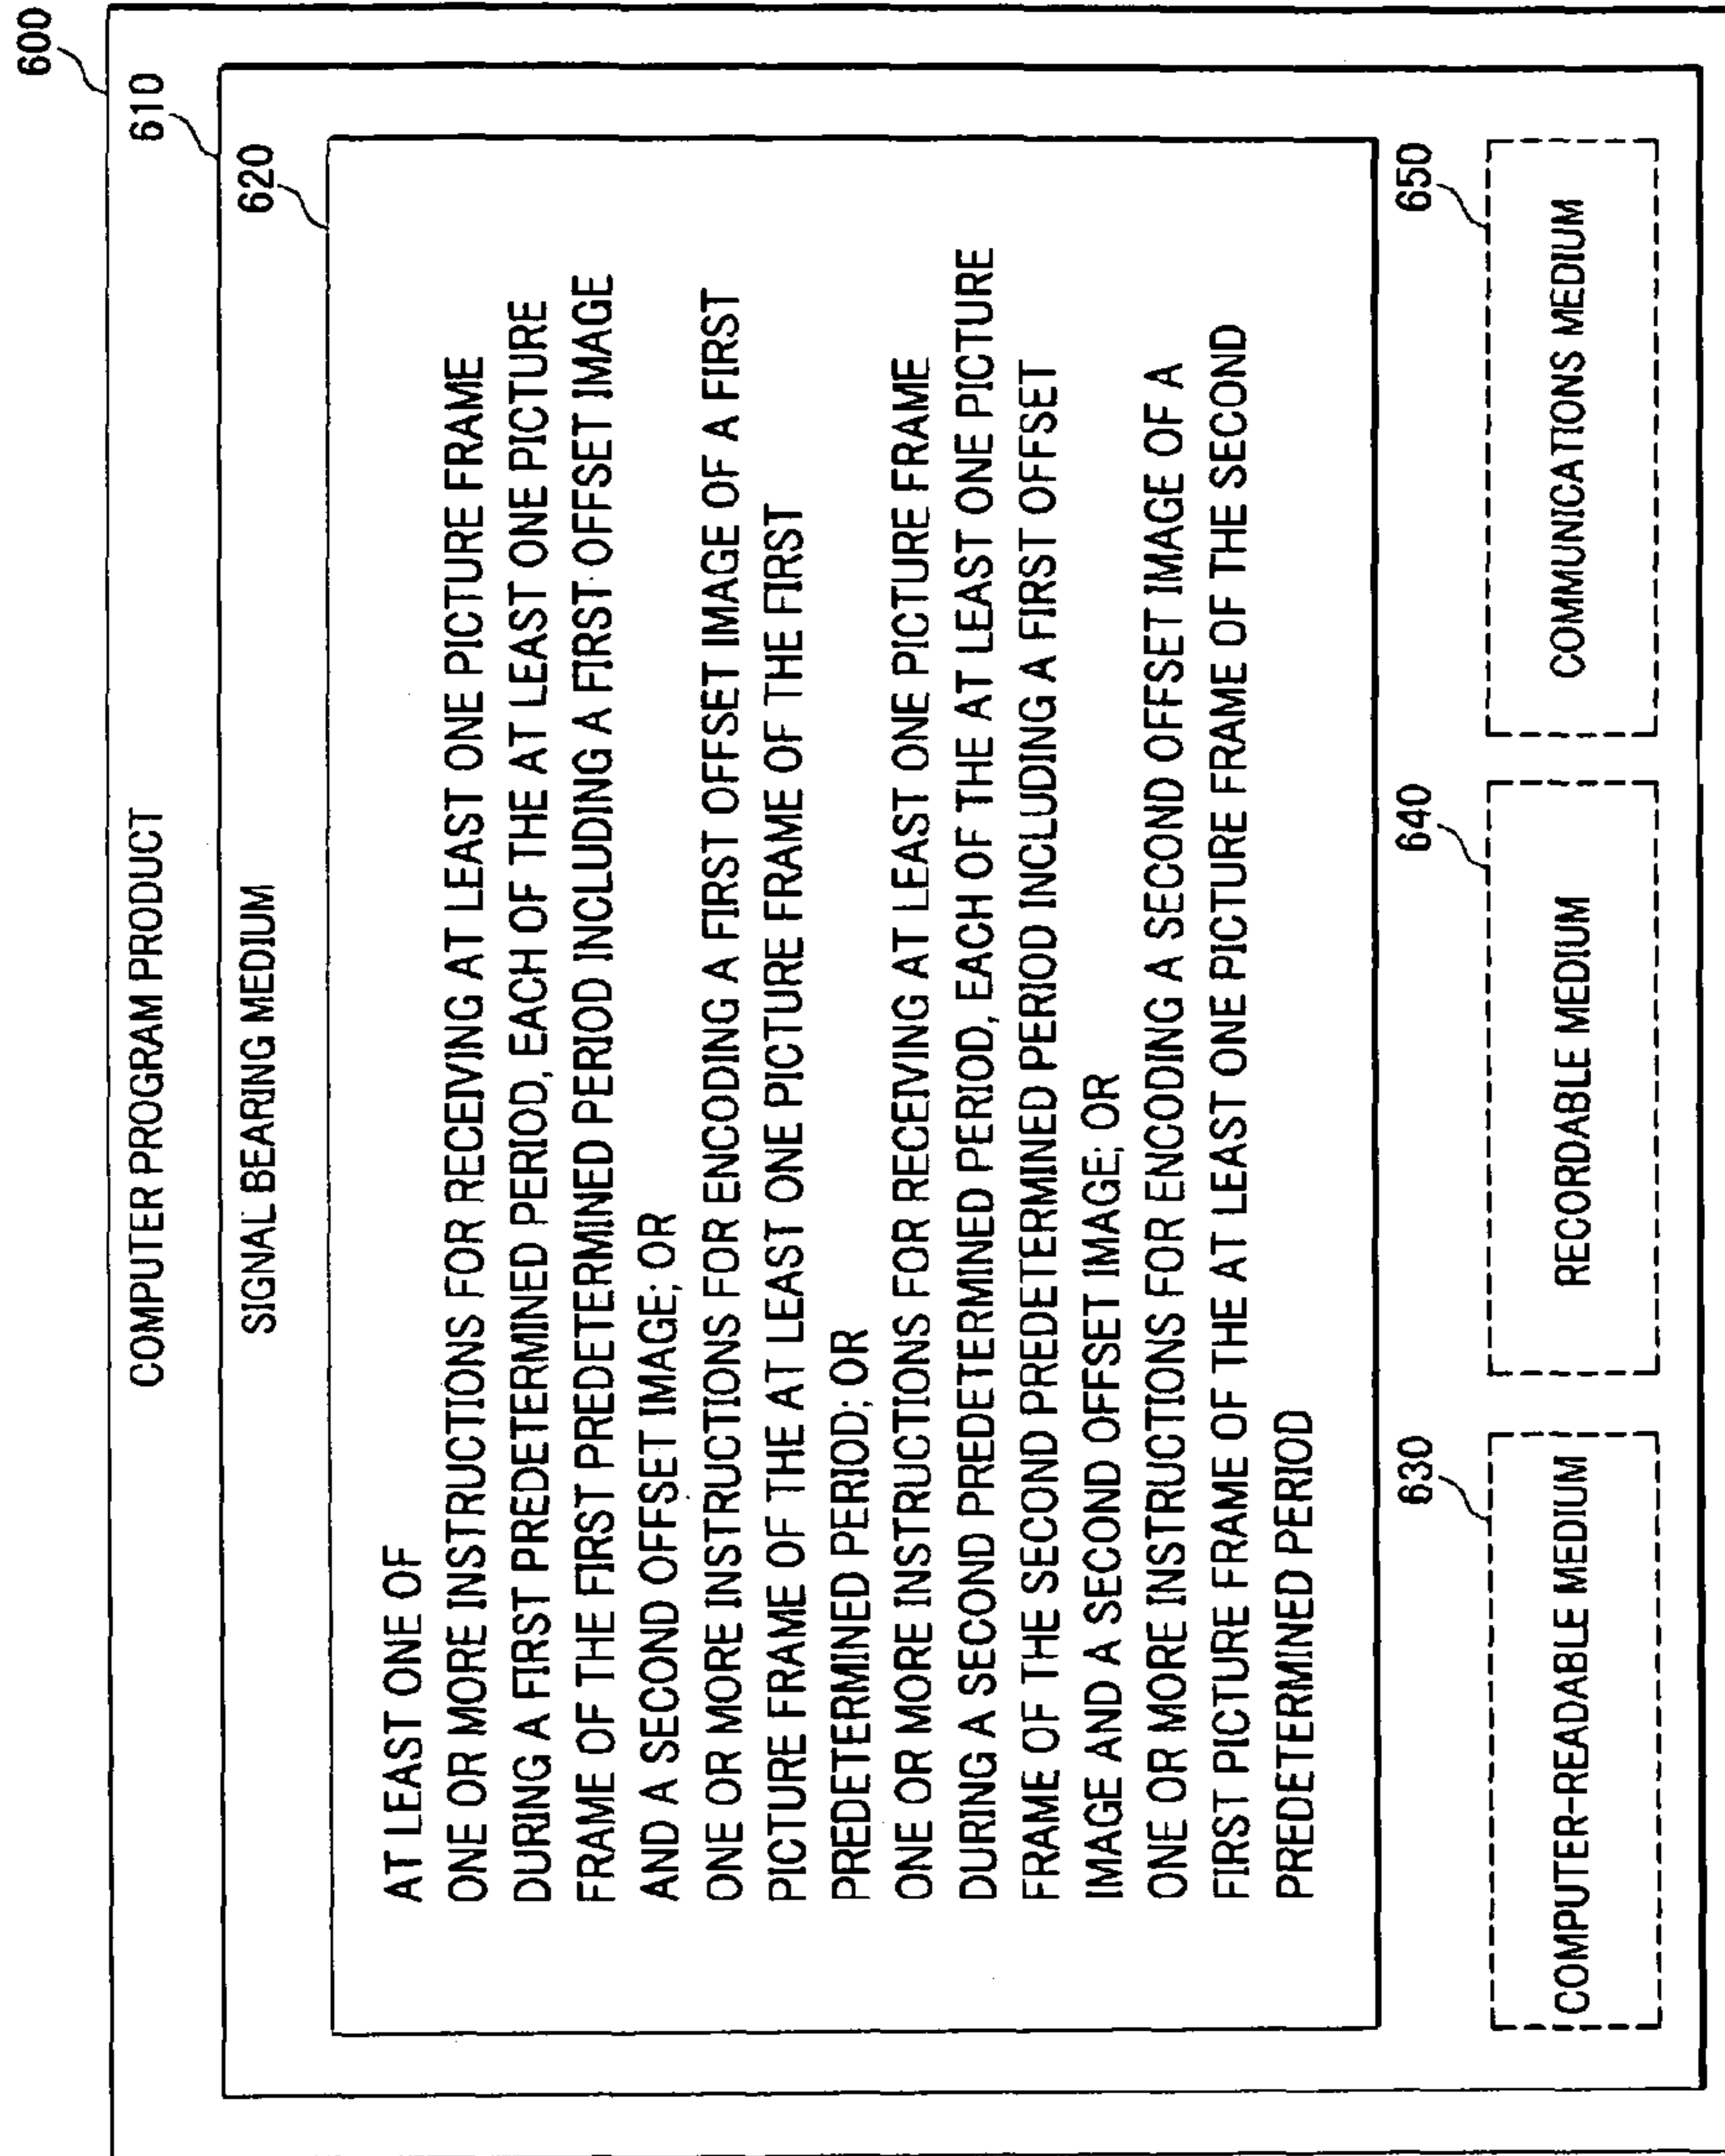 600
COMPUTER PROGRAM PRODUCT
610
SIGNAL BEARING MEDIUM
620
AT LEAST ONE OF
ONE OR MORE INSTRUCTIONS FOR RECEIVING AT LEAST ONE PICTURE FRAME
DURING A FIRST PREDETERMINED PERIOD, EACH OF THE AT LEAST ONE PICTURE
FRAME OF THE FIRST PREDETERMINED PERIOD INCLUDING A FIRST OFFSET IMAGE
AND A SECOND OFFSET IMAGE; OR
ONE OR MORE INSTRUCTIONS FOR ENCODING A FIRST OFFSET IMAGE OF A FIRST
PICTURE FRAME OF THE AT LEAST ONE PICTURE FRAME OF THE FIRST
PREDETERMINED PERIOD; OR
ONE OR MORE INSTRUCTIONS FOR RECEIVING AT LEAST ONE PICTURE FRAME
DURING A SECOND PREDETERMINED PERIOD, EACH OF THE AT LEAST ONE PICTURE
FRAME OF THE SECOND PREDETERMINED PERIOD INCLUDING A FIRST OFFSET
IMAGE AND A SECOND OFFSET IMAGE; OR
ONE OR MORE INSTRUCTIONS FOR ENCODING A SECOND OFFSET IMAGE OF A
FIRST PICTURE FRAME OF THE AT LEAST ONE PICTURE FRAME OF THE SECOND
PREDETERMINED PERIOD
630
COMPUTER-READABLE MEDIUM
640
RECORDABLE MEDIUM
650
COMMUNICATIONS MEDIUM